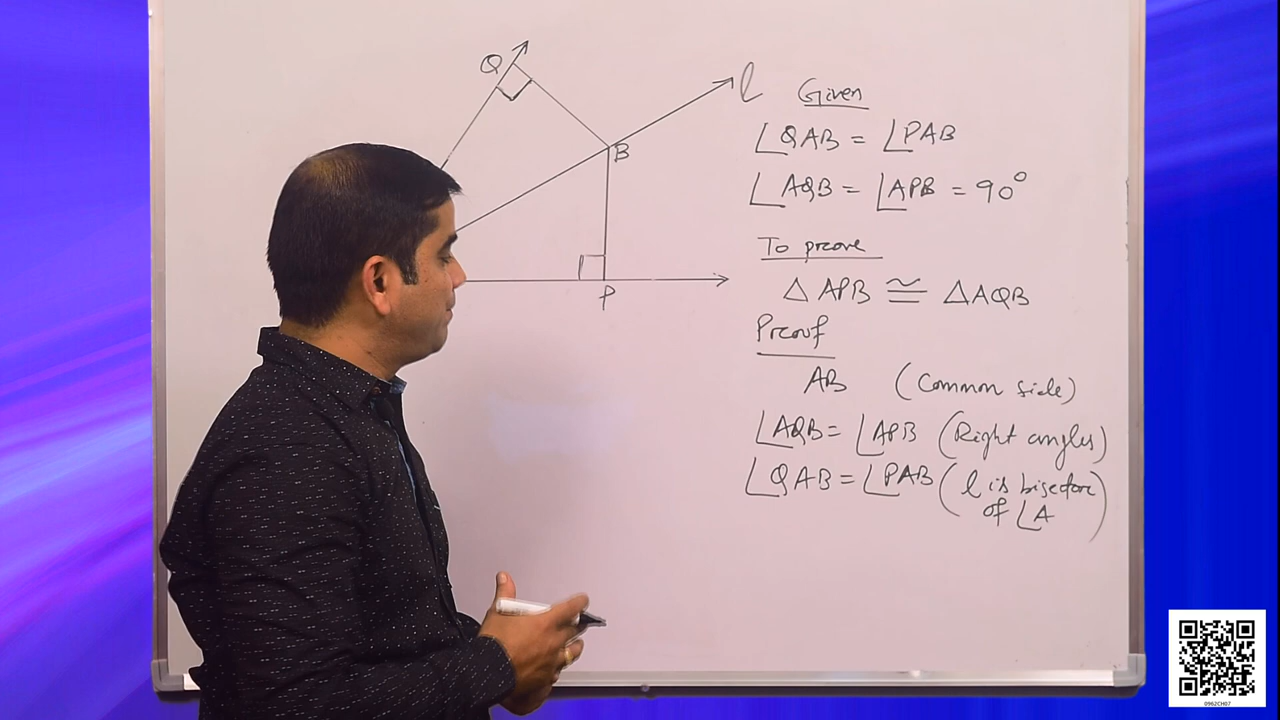 Q
l
B
P
Given
∠QAB = ∠PAB
∠AQB = ∠APB = 90°
To prove
△APB ≅ △AQB
Proof
AB (Common side)
∠AQB = ∠APB (Right angles)
∠QAB = ∠PAB (l is bisector
of ∠A)
0962CH07